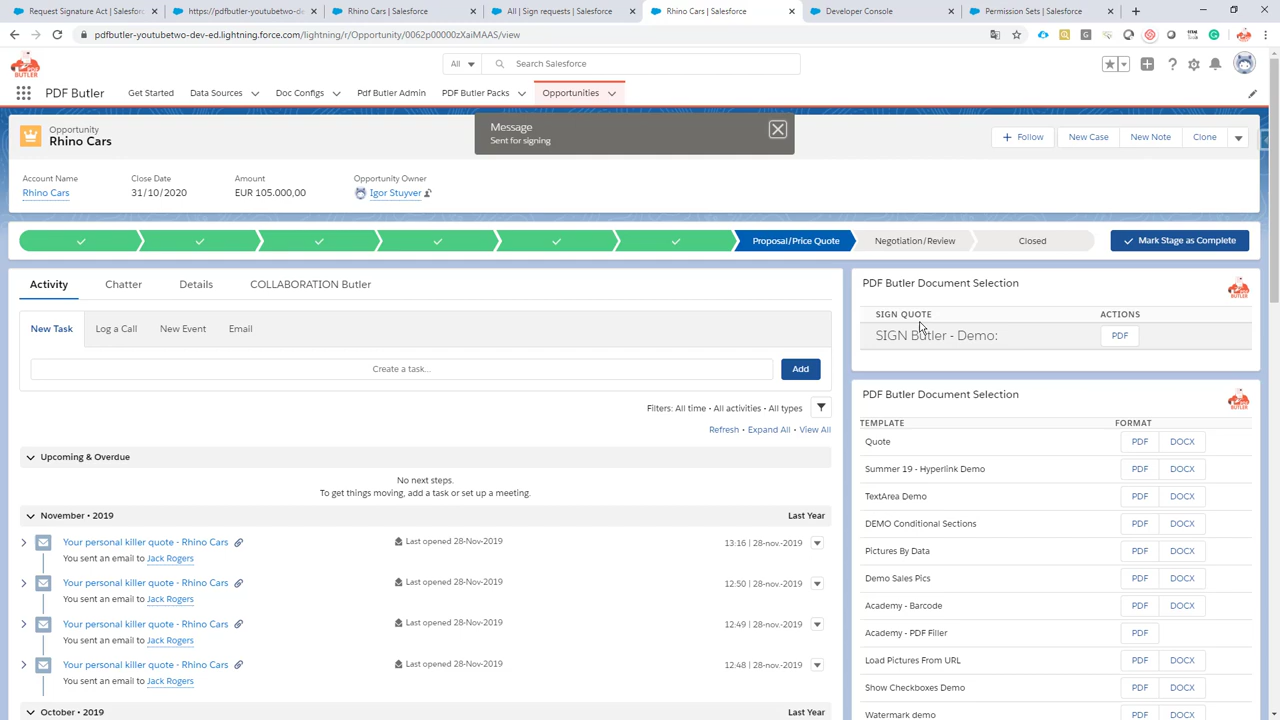 Request Signature Act | Salesforc
https://pdfbutler-youtubetwo-de
Rhino Cars | Salesforce
All | Sign requests | Salesforce
Rhino Cars | Salesforce
Developer Console
Permission Sets | Salesforce
pdfbutler-youtubetwo-dev-ed.lightning.force.com/lightning/r/Opportunity/0062p00000zXaiMAAS/view
PDF BUTLER
All
Search Salesforce
PDF Butler
Get Started
Data Sources
Doc Configs
Pdf Butler Admin
PDF Butler Packs
Opportunities
Message
Sent for signing
Opportunity
Rhino Cars
Follow
New Case
New Note
Clone
Account Name
Rhino Cars
Close Date
31/10/2020
Amount
EUR 105.000,00
Opportunity Owner
Igor Stuyver
Proposal/Price Quote
Negotiation/Review
Closed
Mark Stage as Complete
Activity
Chatter
Details
COLLABORATION Butler
New Task
Log a Call
New Event
Email
Create a task...
Add
Filters: All time • All activities • All types
Refresh • Expand All • View All
Upcoming & Overdue
No next steps.
To get things moving, add a task or set up a meeting.
November • 2019
Last Year
Your personal killer quote - Rhino Cars
Last opened 28-Nov-2019
13:16 | 28-nov.-2019
You sent an email to Jack Rogers
Your personal killer quote - Rhino Cars
Last opened 28-Nov-2019
12:50 | 28-nov.-2019
You sent an email to Jack Rogers
Your personal killer quote - Rhino Cars
Last opened 28-Nov-2019
12:49 | 28-nov.-2019
You sent an email to Jack Rogers
Your personal killer quote - Rhino Cars
Last opened 28-Nov-2019
12:48 | 28-nov.-2019
You sent an email to Jack Rogers
October • 2019
Last Year
PDF Butler Document Selection
SIGN QUOTE
ACTIONS
SIGN Butler - Demo:
PDF
PDF Butler Document Selection
TEMPLATE
FORMAT
Quote
PDF
DOCX
Summer 19 - Hyperlink Demo
PDF
DOCX
TextArea Demo
PDF
DOCX
DEMO Conditional Sections
PDF
DOCX
Pictures By Data
PDF
DOCX
Demo Sales Pics
PDF
DOCX
Academy - Barcode
PDF
DOCX
Academy - PDF Filler
PDF
Load Pictures From URL
PDF
DOCX
Show Checkboxes Demo
PDF
DOCX
Watermark demo
PDF
DOCX